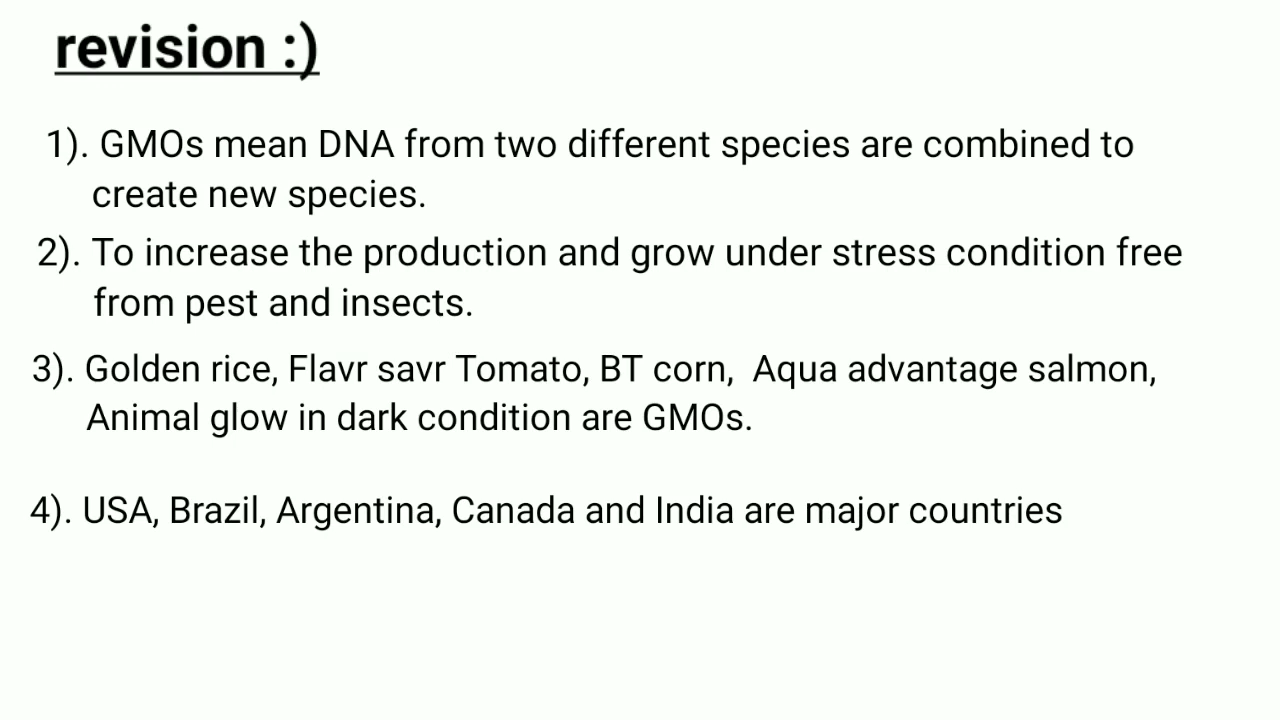 revision :)
1). GMOs mean DNA from two different species are combined to
create new species.
2). To increase the production and grow under stress condition free
from pest and insects.
3). Golden rice, Flavr savr Tomato, BT corn,  Aqua advantage salmon,
Animal glow in dark condition are GMOs.
4). USA, Brazil, Argentina, Canada and India are major countries